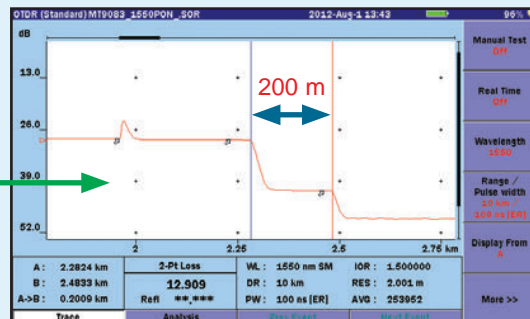 OTDR (Standard) MT9083_1550PON_.SOR 2012-Aug-1 13:43 96%
dB
13.0
26.0
39.0
52.0
200 m
2 2.25 2.5 2.75 km
A: 2.2824 km 2-Pt Loss WL: 1550 nm SM IOR: 1.500000
B: 2.4833 km 12.909 DR: 10 km RES: 2.001 m
A->B: 0.2009 km Refl **.*** PW: 100 ns [ER] AVG: 253952
Trace Analysis Prev Event Next Event
Manual Test
Off
Real Time
Off
Wavelength
1550
Range /
Pulse width
10 km
100 ns [ER]
Display From
A
More >>